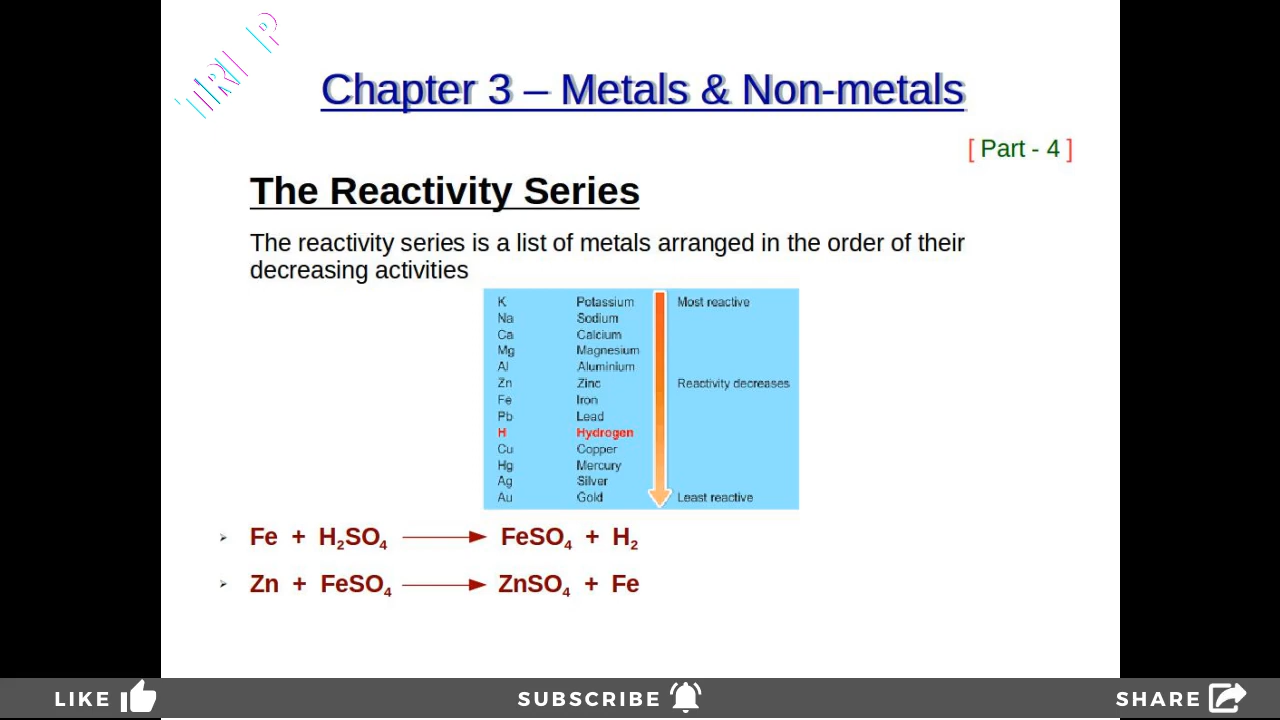 Chapter 3 – Metals & Non-metals
[ Part - 4 ]
The Reactivity Series
The reactivity series is a list of metals arranged in the order of their
decreasing activities
K Potassium Most reactive
Na Sodium
Ca Calcium
Mg Magnesium
Al Aluminium
Zn Zinc Reactivity decreases
Fe Iron
Pb Lead
H Hydrogen
Cu Copper
Hg Mercury
Ag Silver
Au Gold Least reactive
➢ Fe + H₂SO₄ ⟶ FeSO₄ + H₂
➢ Zn + FeSO₄ ⟶ ZnSO₄ + Fe
LIKE SUBSCRIBE SHARE